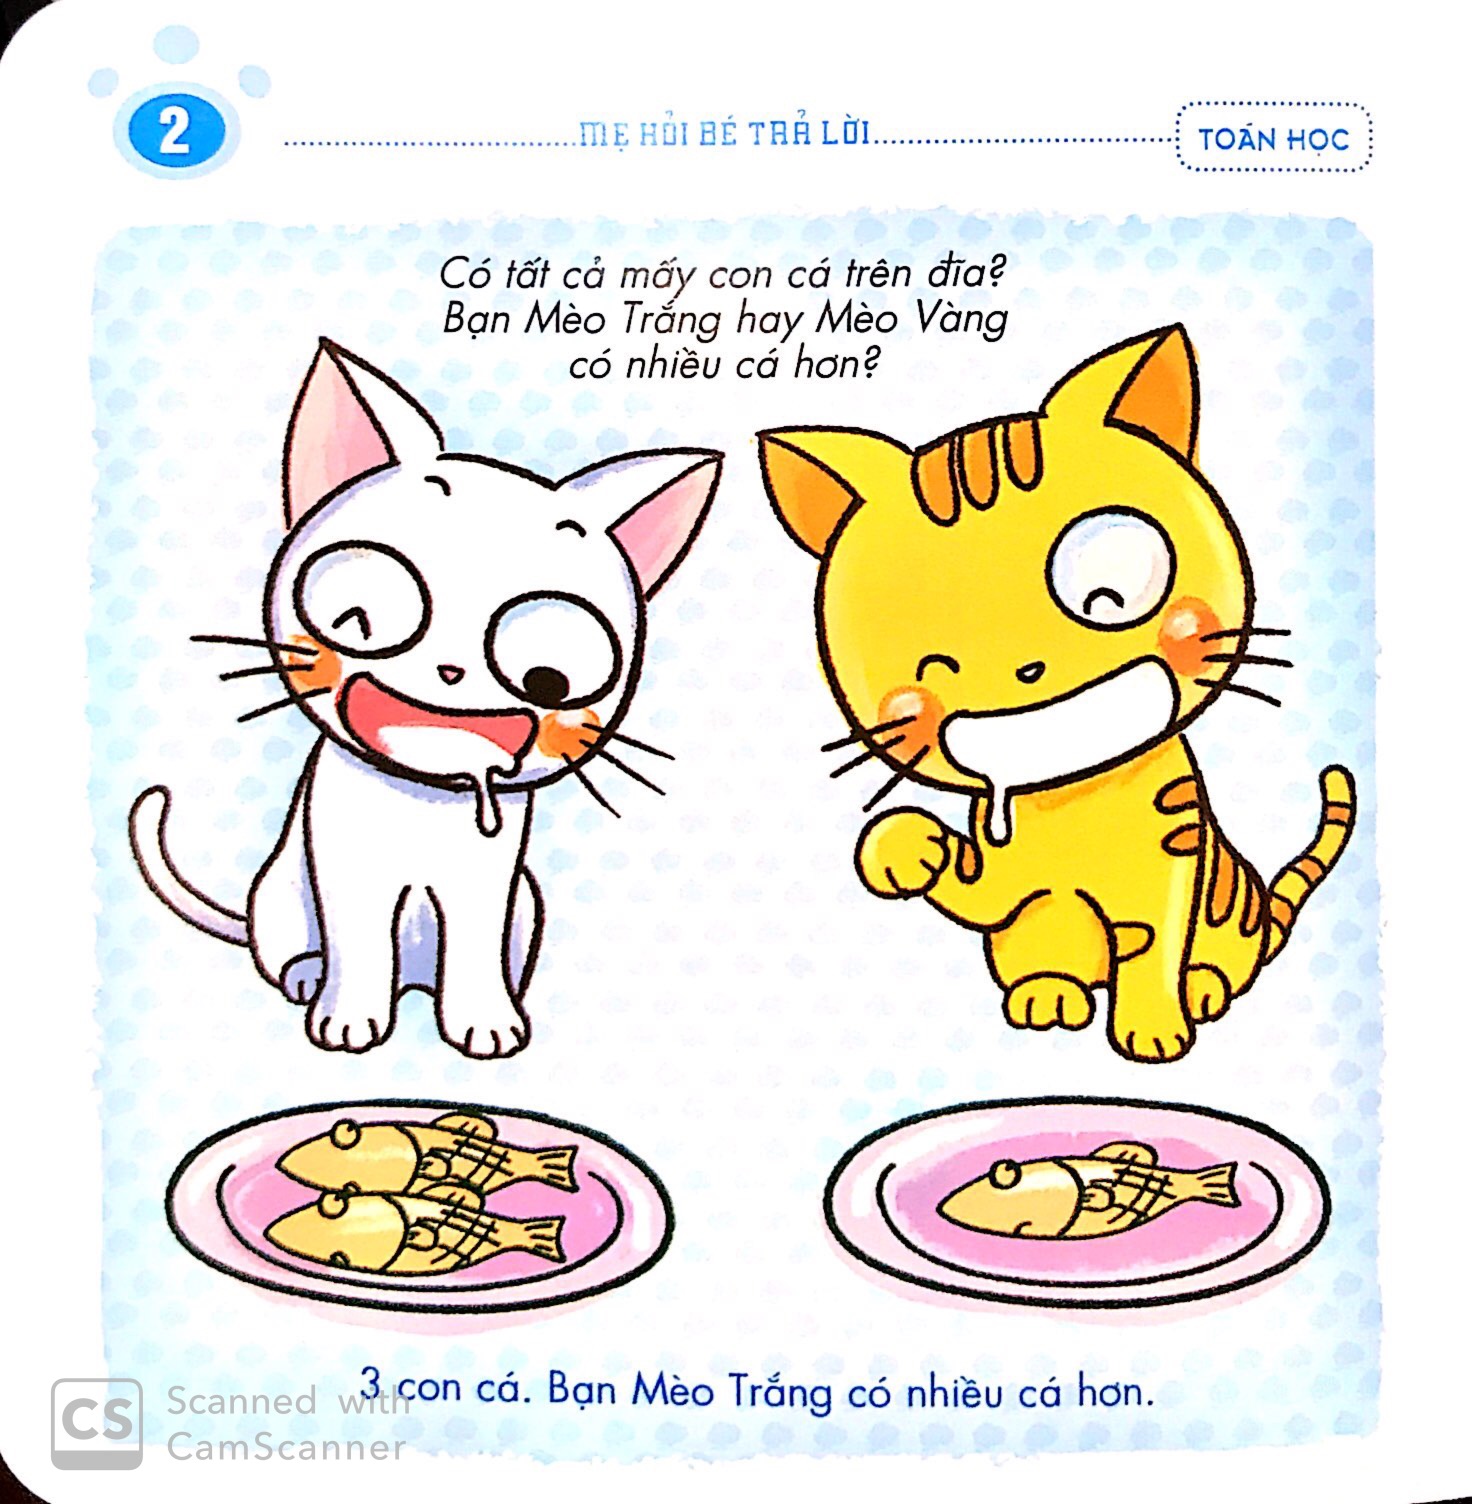 2
MẸ HỎI BÉ TRẢ LỜI
TOÁN HỌC
Có tất cả mấy con cá trên đĩa?
Bạn Mèo Trắng hay Mèo Vàng
có nhiều cá hơn?
3 con cá. Bạn Mèo Trắng có nhiều cá hơn.
CS Scanned with
CamScanner